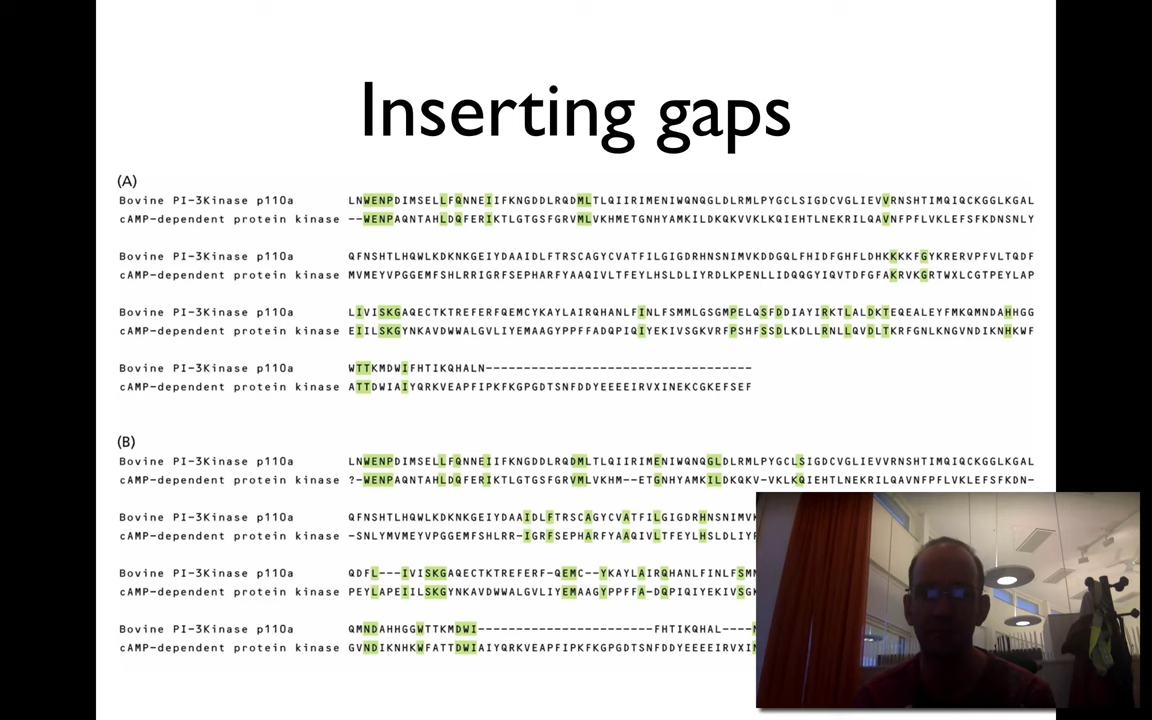 Inserting gaps
(A)
Bovine PI-3Kinase p110a LNWENPDIMSELLFQNNEIIFKNGDDLRQDMLTLQIIRIMENIWQNQGLDLRMLPYGCLSIGDCVGLIEVVRNSHTIMQIQCKGGLKGAL
cAMP-dependent protein kinase --WENPAQNTAHLDQFERIKTLGTGSFGRVMLVKHMETGNHYAMKILDKQKVVKLKQIEHTLNEKRILQAVNFPFLVKLEFSFKDNSNLY
Bovine PI-3Kinase p110a QFNSHTLHQWLKDKNKGEIYDAAIDLFTRSCAGYCVATFILGIGDRHNSNIMVKDDGQLFHIDFGHFLDHKKKKFGYKRERVPFVLTQDF
cAMP-dependent protein kinase MVMEYVPGGEMFSHLRRIGRFSEPHARFYAAQIVLTFEYLHSLDLIYRDLKPENLLIDQQGYIQVTDFGFAKRVKGRTWXLCGTPEYLAP
Bovine PI-3Kinase p110a LIVISKGAQECTKTREFERFQEMCYKAYLAIRQHANLFINLFSMMLGSGMPELQSFDDIAYIRKTLALDKTEQEALEYFMKQMNDAHHGG
cAMP-dependent protein kinase EIILSKGYNKAVDWWALGVLIYEMAAGYPPFFADQPIQIYEKIVSGKVRFPSHFSSDLKDLLRNLLQVDLTKRFGNLKNGVNDIKNHKWF
Bovine PI-3Kinase p110a WTTKMDWIFHTIKQHALN-----------------------------------
cAMP-dependent protein kinase ATTDWIAIYQRKVEAPFIPKFKGPGDTSNFDDYEEEEIRVXINEKCGKEFSEF
(B)
Bovine PI-3Kinase p110a LNWENPDIMSELLFQNNEIIFKNGDDLRQDMLTLQIIRIMENIWQNQGLDLRMLPYGCLSIGDCVGLIEVVRNSHTIMQIQCKGGLKGAL
cAMP-dependent protein kinase ?-WENPAQNTAHLDQFERIKTLGTGSFGRVMLVKHM--ETGNHYAMKILDKQKV-VKLKQIEHTLNEKRILQAVNFPFLVKLEFSFKDN-
Bovine PI-3Kinase p110a QFNSHTLHQWLKDKNKGEIYDAAIDLFTRSCAGYCVATFILGIGDRHNSNIMV
cAMP-dependent protein kinase -SNLYMVMEYVPGGEMFSHLRR-IGRFSEPHARFYAAQIVLTFEYLHSLDLIY
Bovine PI-3Kinase p110a QDFL---IVISKGAQECTKTREFERF-QEMC--YKAYLAIRQHANLFINLFSM
cAMP-dependent protein kinase PEYLAPEIILSKGYNKAVDWWALGVLIYEMAAGYPPFFA-DQPIQIYEKIVSG
Bovine PI-3Kinase p110a QMNDAHHGGWTTKMDWI-----------------------FHTIKQHAL----
cAMP-dependent protein kinase GVNDIKNHKWFATTDWIAIYQRKVEAPFIPKFKGPGDTSNFDDYEEEEIRVXI